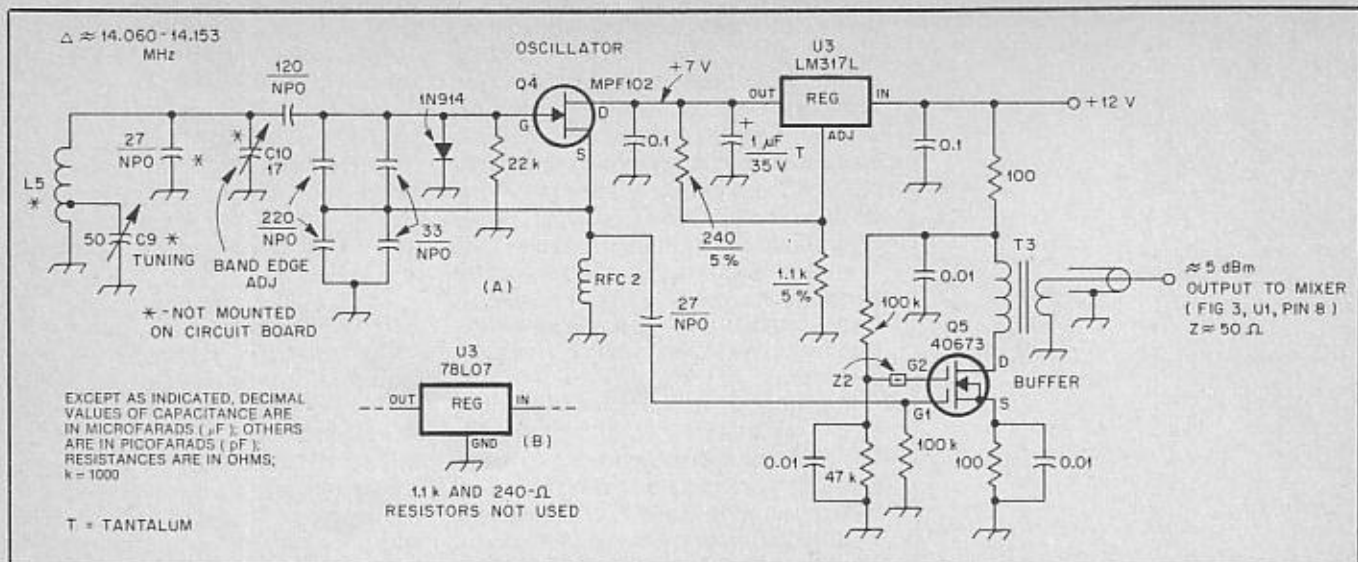 △ ≈ 14.060-14.153
MHz
OSCILLATOR
U3
LM317L
120
NPO
1N914
Q4
MPF102
+7 V
OUT
REG
IN
ADJ
+12 V
G
D
S
27
NPO
*
*
C10
17
22 k
0.1
1 µF
35 V
T
0.1
100
L5
*
50
C9 *
TUNING
220
NPO
33
NPO
BAND EDGE
ADJ
240
5 %
1.1 k
5 %
0.01
T3
≈ 5 dBm
OUTPUT TO MIXER
( FIG 3, U1, PIN 8 )
Z ≈ 50 Ω
(A)
RFC 2
* - NOT MOUNTED
ON CIRCUIT BOARD
27
NPO
100 k
Q5
40673
U3
78L07
OUT
REG
IN
GND
(B)
Z2
G2
D
BUFFER
G1
S
EXCEPT AS INDICATED, DECIMAL
VALUES OF CAPACITANCE ARE
IN MICROFARADS ( µF ); OTHERS
ARE IN PICOFARADS ( pF );
RESISTANCES ARE IN OHMS;
k = 1000
0.01
47 k
100 k
100
0.01
1.1 k AND 240-Ω
RESISTORS NOT USED
T = TANTALUM